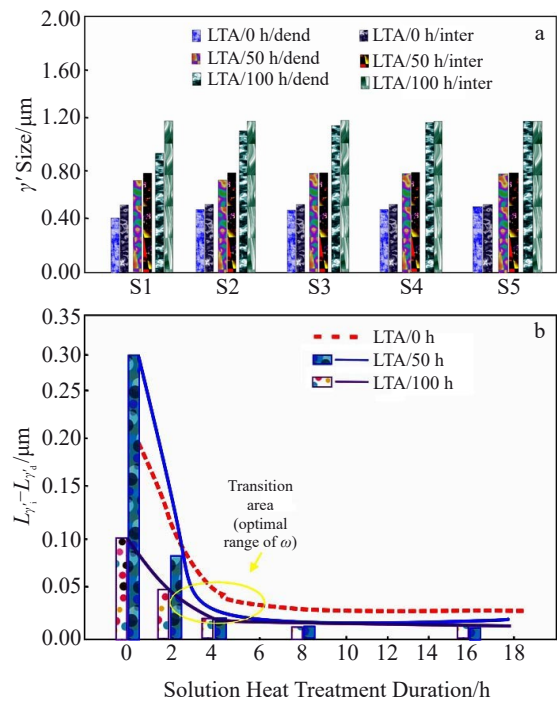 a
LTA/0 h/dend
LTA/0 h/inter
LTA/50 h/dend
LTA/50 h/inter
LTA/100 h/dend
LTA/100 h/inter
2.00
1.60
1.20
0.80
0.40
0.00
γ′ Size/μm
S1 S2 S3 S4 S5
b
LTA/0 h
LTA/50 h
LTA/100 h
0.35
0.30
0.25
0.20
0.15
0.10
0.05
0.00
Lγ′i−Lγ′d/μm
Transition
area
(optimal
range of ω)
0 2 4 6 8 10 12 14 16 18
Solution Heat Treatment Duration/h